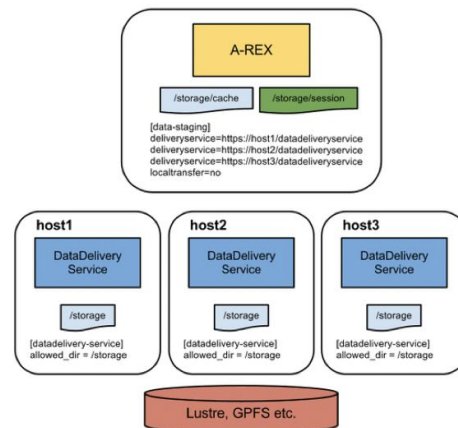 A-REX
/storage/cache
/storage/session
[data-staging]
deliveryservice=https://host1/datadeliveryservice
deliveryservice=https://host2/datadeliveryservice
deliveryservice=https://host3/datadeliveryservice
localtransfer=no
host1
DataDelivery
Service
/storage
[datadelivery-service]
allowed_dir = /storage
host2
DataDelivery
Service
/storage
[datadelivery-service]
allowed_dir = /storage
host3
DataDelivery
Service
/storage
[datadelivery-service]
allowed_dir = /storage
Lustre, GPFS etc.